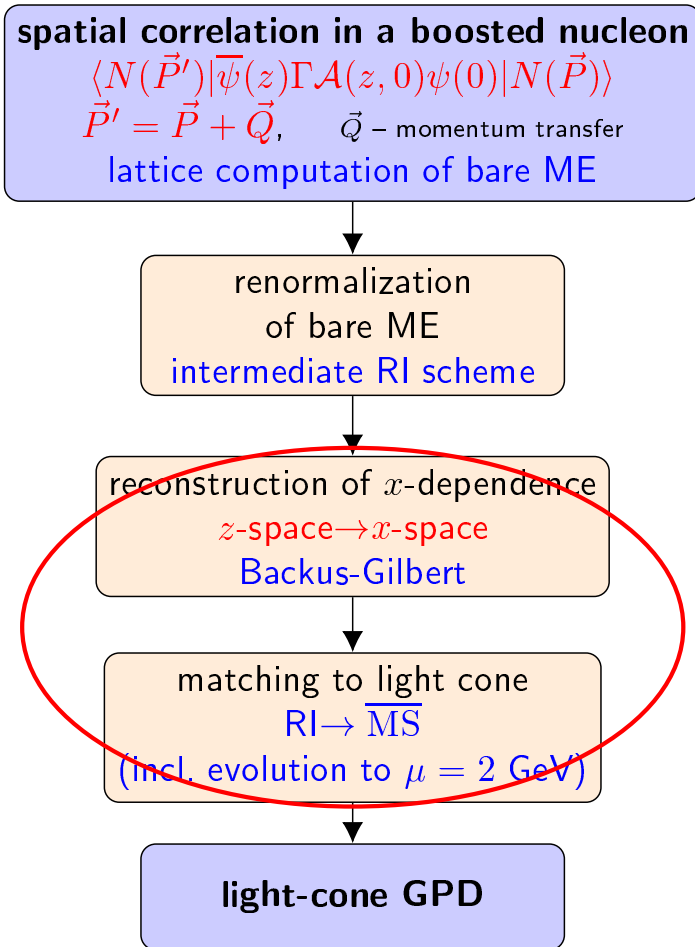 spatial correlation in a boosted nucleon
⟨N(P⃗′)|ψ̅(z)Γ𝒜(z,0)ψ(0)|N(P⃗)⟩
P⃗′ = P⃗ + Q⃗, Q⃗ – momentum transfer
lattice computation of bare ME
renormalization
of bare ME
intermediate RI scheme
reconstruction of x-dependence
z-space→x-space
Backus-Gilbert
matching to light cone
RI→ M̅S̅
(incl. evolution to μ = 2 GeV)
light-cone GPD